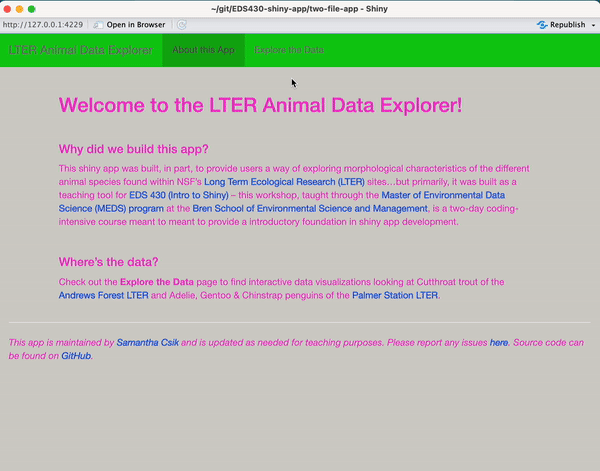 ~/git/EDS430-shiny-app/two-file-app - Shiny
http://127.0.0.1:4229 Open in Browser Republish
LTER Animal Data Explorer About this App Explore the Data
Welcome to the LTER Animal Data Explorer!
Why did we build this app?
This shiny app was built, in part, to provide users a way of exploring morphological characteristics of the different
animal species found within NSF's Long Term Ecological Research (LTER) sites...but primarily, it was built as a
teaching tool for EDS 430 (Intro to Shiny) – this workshop, taught through the Master of Environmental Data
Science (MEDS) program at the Bren School of Environmental Science and Management, is a two-day coding-
intensive course meant to meant to provide a introductory foundation in shiny app development.
Where's the data?
Check out the Explore the Data page to find interactive data visualizations looking at Cutthroat trout of the
Andrews Forest LTER and Adelie, Gentoo & Chinstrap penguins of the Palmer Station LTER.
This app is maintained by Samantha Csik and is updated as needed for teaching purposes. Please report any issues here. Source code can
be found on GitHub.